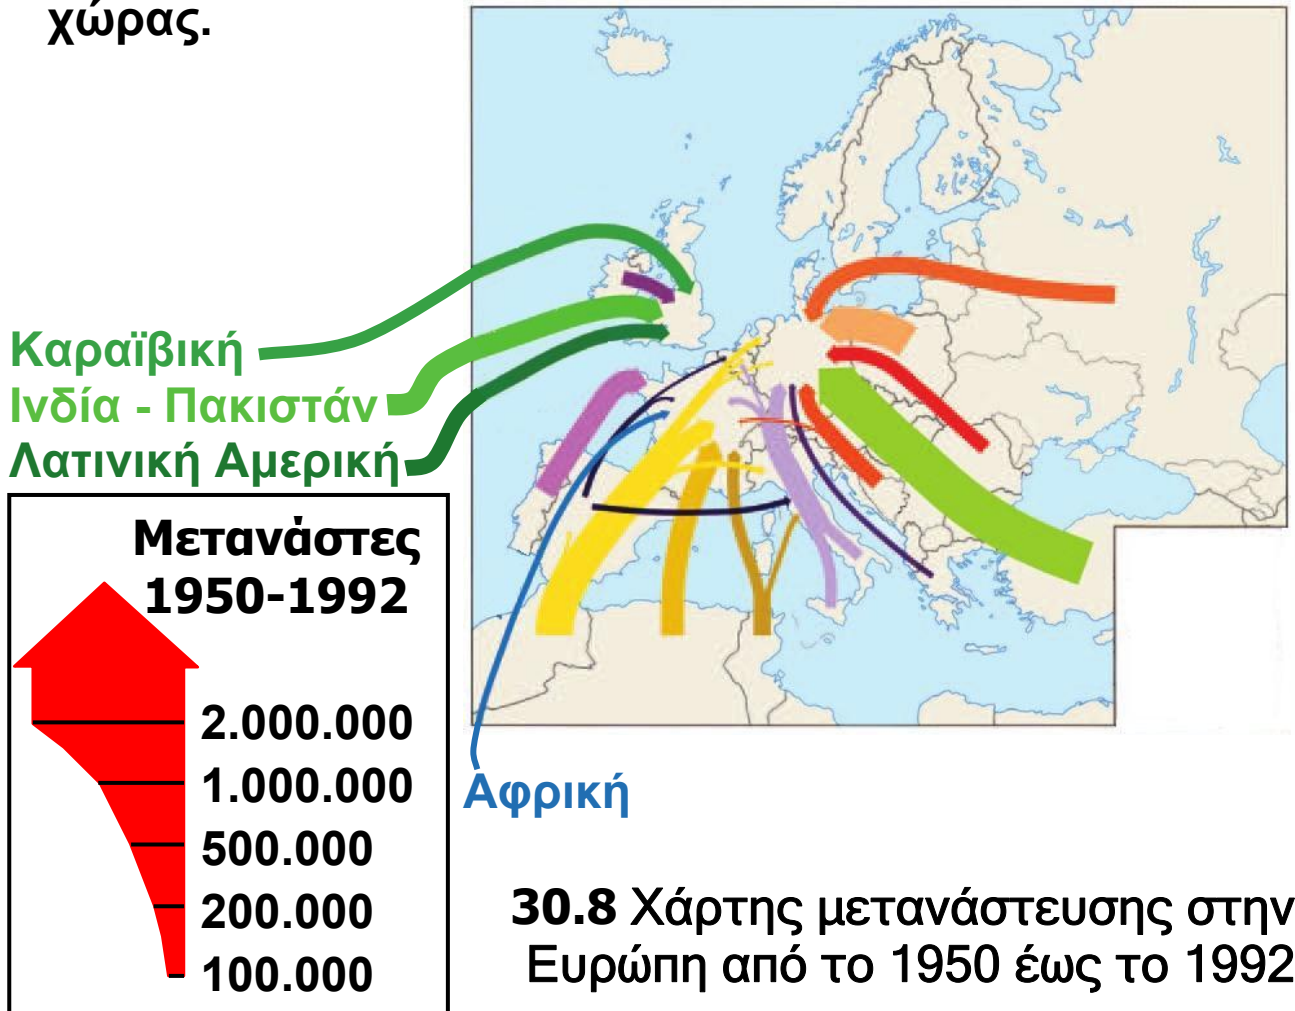 χώρας.
Καραϊβική
Ινδία - Πακιστάν
Λατινική Αμερική
Μετανάστες
1950-1992
2.000.000
1.000.000
500.000
200.000
100.000
Αφρική
30.8 Χάρτης μετανάστευσης στην
Ευρώπη από το 1950 έως το 1992